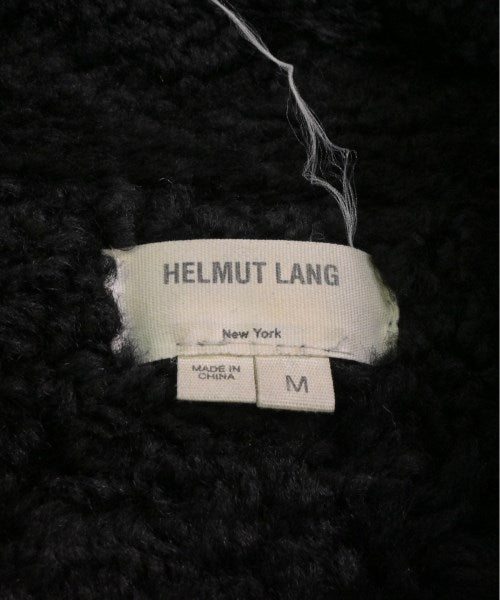 HELMUT LANG
New York
MADE IN
CHINA
M